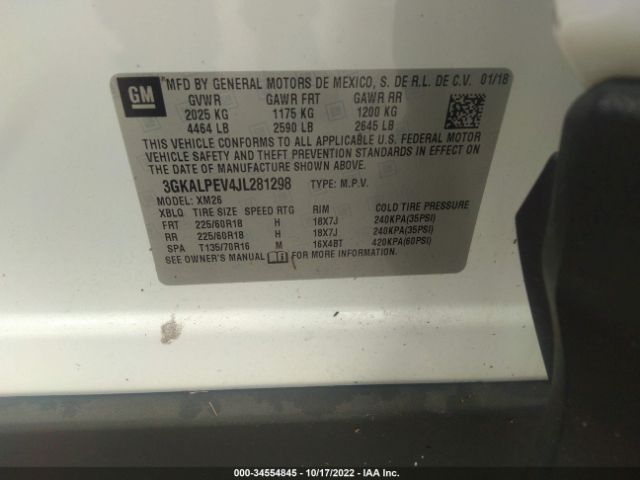 GM
*MFD BY GENERAL MOTORS DE MEXICO, S. DE R.L. DE C.V. 01/18
GVWR GAWR FRT GAWR RR
2025 KG 1175 KG 1200 KG
4464 LB 2590 LB 2645 LB
THIS VEHICLE CONFORMS TO ALL APPLICABLE U.S. FEDERAL MOTOR
VEHICLE SAFETY AND THEFT PREVENTION STANDARDS IN EFFECT ON
THE DATE OF MANUFACTURE SHOWN ABOVE.
3GKALPEV4JL281298 TYPE: M.P.V.
MODEL: XM26
XBLQ TIRE SIZE SPEED RTG RIM COLD TIRE PRESSURE
FRT 225/60R18 H 18X7J 240KPA(35PSI)
RR 225/60R18 H 18X7J 240KPA(35PSI)
SPA T135/70R16 M 16X4BT 420KPA(60PSI)
SEE OWNER'S MANUAL FOR MORE INFORMATION.
000-34554845 - 10/17/2022 - IAA Inc.